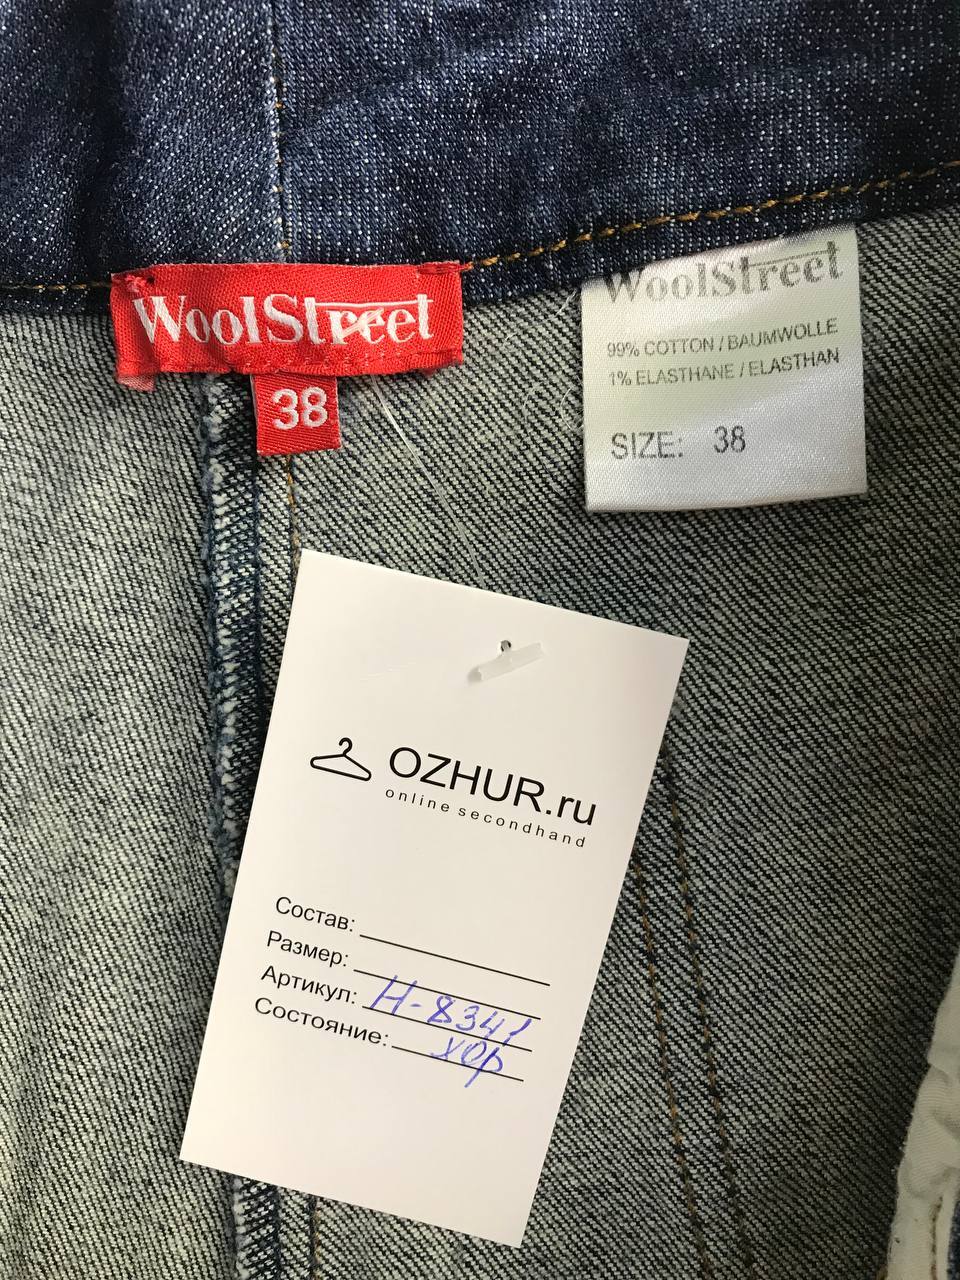 WoolStreet
38
WoolStreet
99% COTTON / BAUMWOLLE
1% ELASTHANE / ELASTHAN
SIZE: 38
OZHUR.ru
online secondhand
Состав:
Размер:
Артикул: Н-8341
Состояние: хор